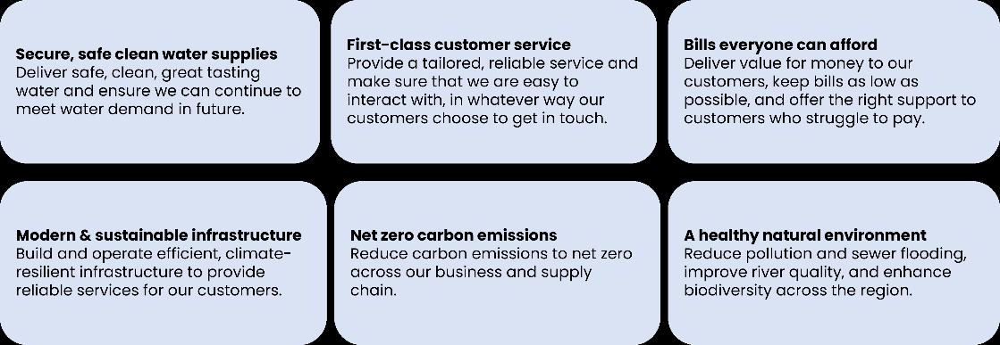 Secure, safe clean water supplies
Deliver safe, clean, great tasting
water and ensure we can continue to
meet water demand in future.
First-class customer service
Provide a tailored, reliable service and
make sure that we are easy to
interact with, in whatever way our
customers choose to get in touch.
Bills everyone can afford
Deliver value for money to our
customers, keep bills as low as
possible, and offer the right support to
customers who struggle to pay.
Modern & sustainable infrastructure
Build and operate efficient, climate-
resilient infrastructure to provide
reliable services for our customers.
Net zero carbon emissions
Reduce carbon emissions to net zero
across our business and supply
chain.
A healthy natural environment
Reduce pollution and sewer flooding,
improve river quality, and enhance
biodiversity across the region.